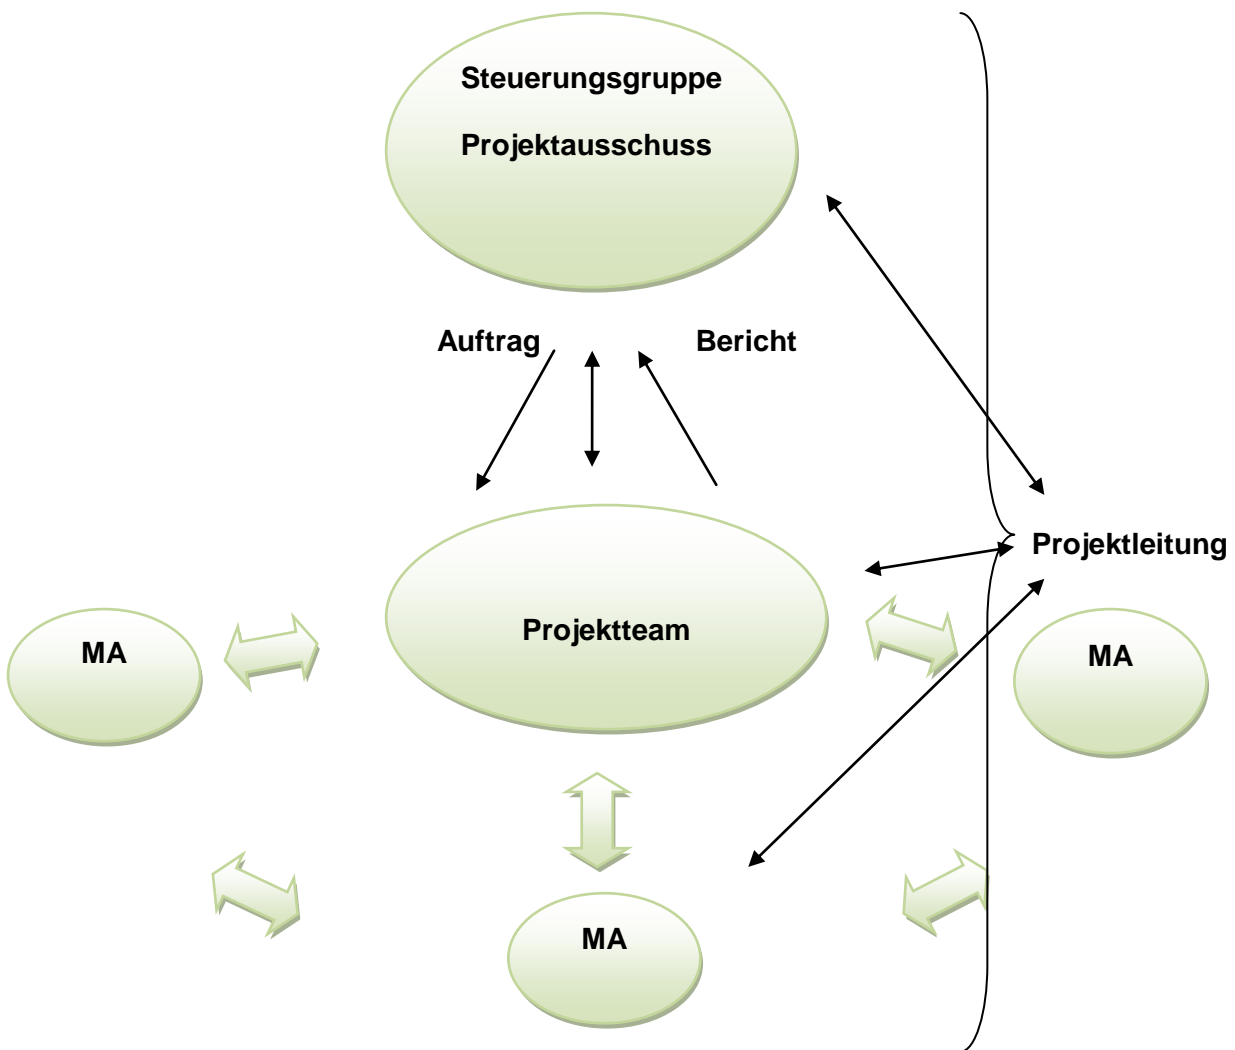 Steuerungsgruppe
Projektausschuss
Auftrag
Bericht
Projektleitung
Projektteam
MA
MA
MA